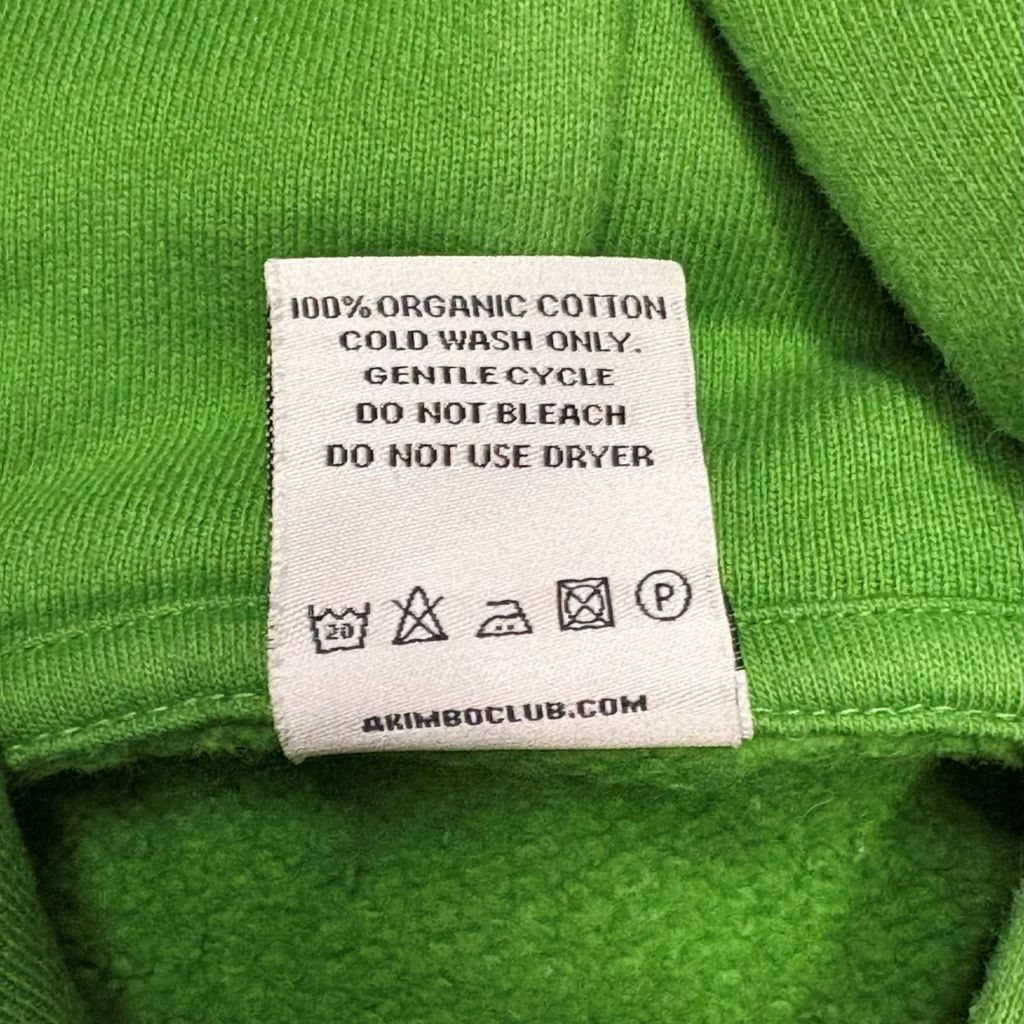 100% ORGANIC COTTON
COLD WASH ONLY.
GENTLE CYCLE
DO NOT BLEACH
DO NOT USE DRYER
20 P
AKIMBOCLUB.COM